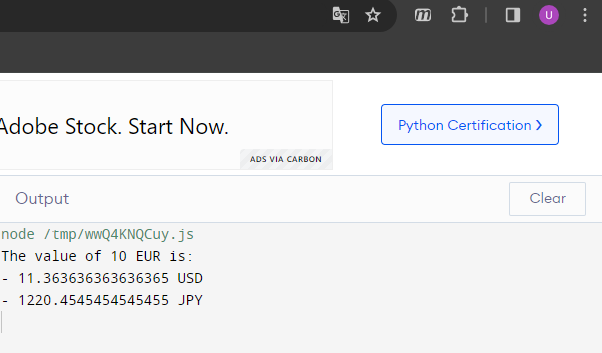 Adobe Stock. Start Now.
ADS VIA CARBON
Python Certification
Output
Clear
node /tmp/wwQ4KNQCuy.js
The value of 10 EUR is:
- 11.363636363636365 USD
- 1220.4545454545455 JPY
U